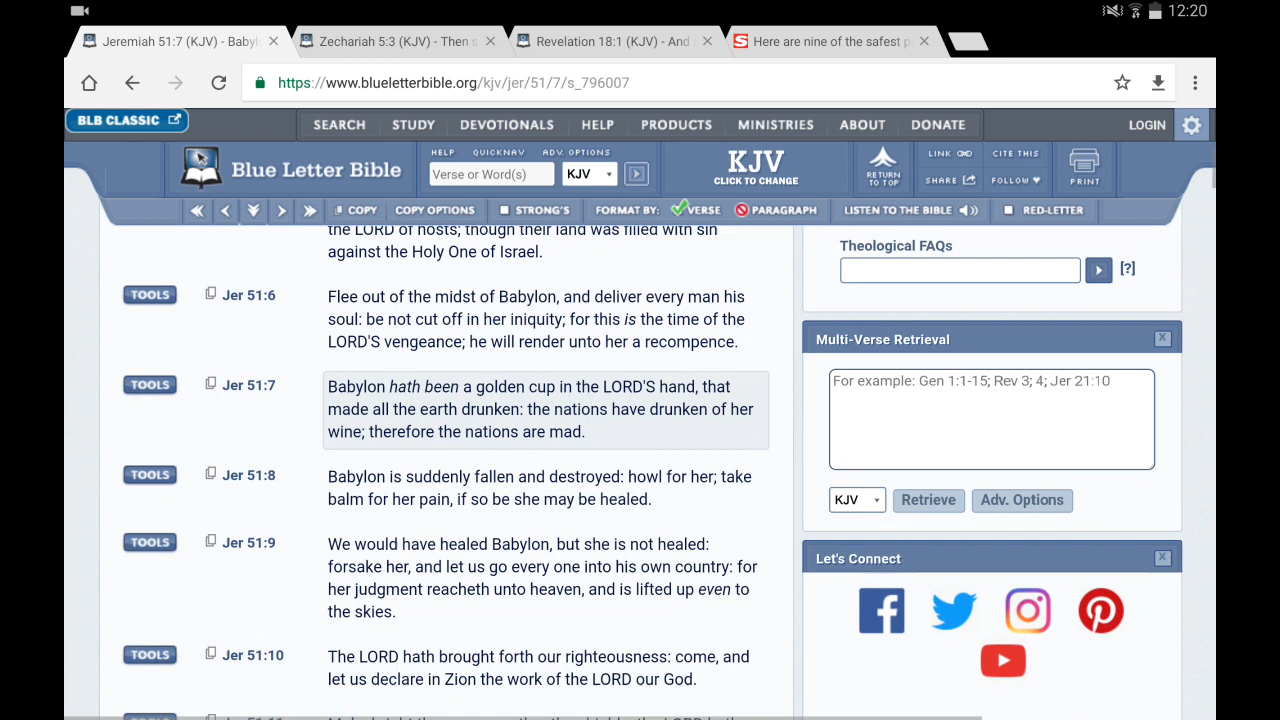 12:20
Jeremiah 51:7 (KJV) - Babyl
Zechariah 5:3 (KJV) - Then s
Revelation 18:1 (KJV) - And
Here are nine of the safest p
https://www.blueletterbible.org/kjv/jer/51/7/s_796007
BLB CLASSIC
SEARCH STUDY DEVOTIONALS HELP PRODUCTS MINISTRIES ABOUT DONATE LOGIN
Blue Letter Bible
HELP QUICKNAV ADV. OPTIONS
Verse or Word(s) KJV
KJV
CLICK TO CHANGE
RETURN
TO TOP
LINK CITE THIS
SHARE FOLLOW
PRINT
COPY COPY OPTIONS STRONG'S FORMAT BY: VERSE PARAGRAPH LISTEN TO THE BIBLE RED-LETTER
the LORD of hosts; though their land was filled with sin
against the Holy One of Israel.
TOOLS Jer 51:6 Flee out of the midst of Babylon, and deliver every man his
soul: be not cut off in her iniquity; for this is the time of the
LORD'S vengeance; he will render unto her a recompence.
TOOLS Jer 51:7 Babylon hath been a golden cup in the LORD'S hand, that
made all the earth drunken: the nations have drunken of her
wine; therefore the nations are mad.
TOOLS Jer 51:8 Babylon is suddenly fallen and destroyed: howl for her; take
balm for her pain, if so be she may be healed.
TOOLS Jer 51:9 We would have healed Babylon, but she is not healed:
forsake her, and let us go every one into his own country: for
her judgment reacheth unto heaven, and is lifted up even to
the skies.
TOOLS Jer 51:10 The LORD hath brought forth our righteousness: come, and
let us declare in Zion the work of the LORD our God.
Theological FAQs
[?]
Multi-Verse Retrieval
For example: Gen 1:1-15; Rev 3; 4; Jer 21:10
KJV Retrieve Adv. Options
Let's Connect